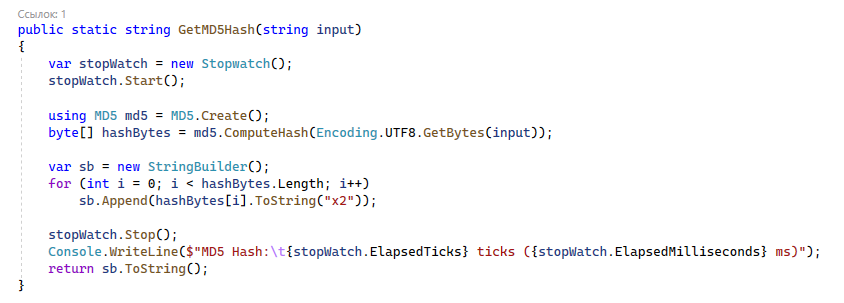 Ссылок: 1
public static string GetMD5Hash(string input)
{
    var stopWatch = new Stopwatch();
    stopWatch.Start();

    using MD5 md5 = MD5.Create();
    byte[] hashBytes = md5.ComputeHash(Encoding.UTF8.GetBytes(input));

    var sb = new StringBuilder();
    for (int i = 0; i < hashBytes.Length; i++)
        sb.Append(hashBytes[i].ToString("x2"));

    stopWatch.Stop();
    Console.WriteLine($"MD5 Hash:\t{stopWatch.ElapsedTicks} ticks ({stopWatch.ElapsedMilliseconds} ms)");
    return sb.ToString();
}